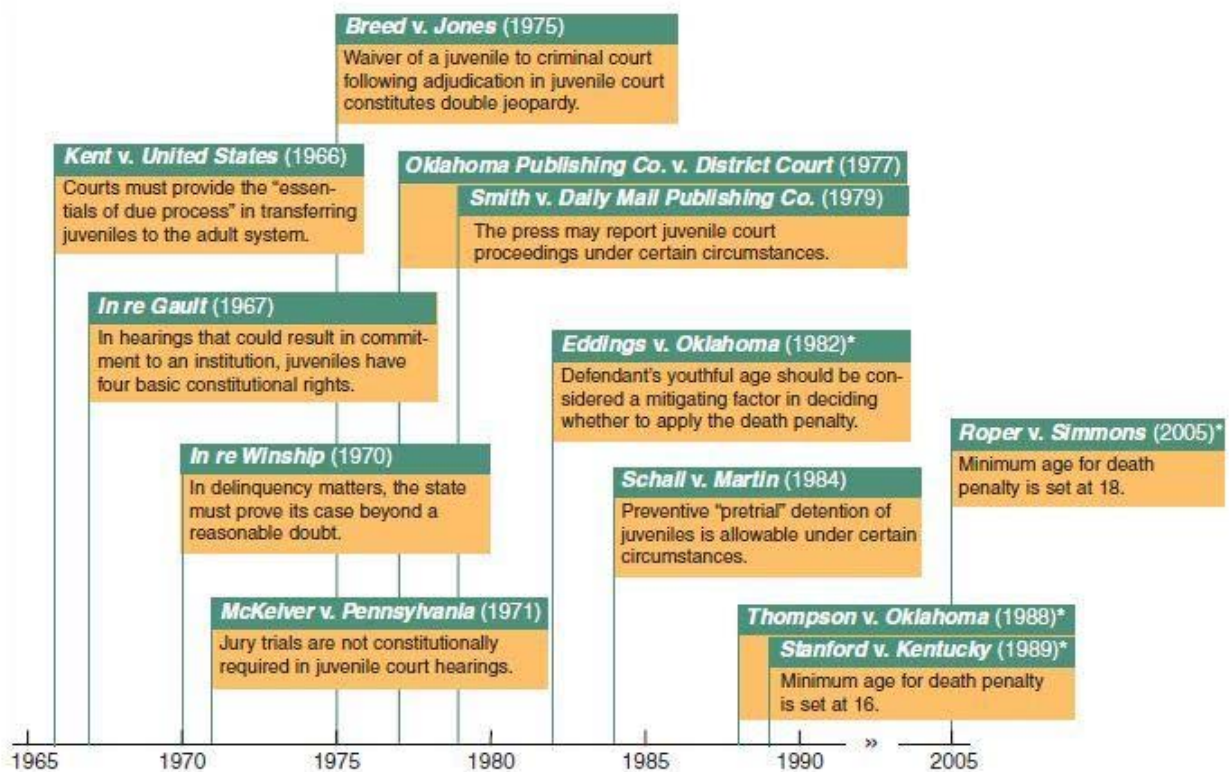 Breed v. Jones (1975)
Waiver of a juvenile to criminal court
following adjudication in juvenile court
constitutes double jeopardy.
Kent v. United States (1966)
Courts must provide the “essen-
tials of due process” in transferring
juveniles to the adult system.
Oklahoma Publishing Co. v. District Court (1977)
Smith v. Daily Mail Publishing Co. (1979)
The press may report juvenile court
proceedings under certain circumstances.
In re Gault (1967)
In hearings that could result in commit-
ment to an institution, juveniles have
four basic constitutional rights.
Eddings v. Oklahoma (1982)*
Defendant’s youthful age should be con-
sidered a mitigating factor in deciding
whether to apply the death penalty.
Roper v. Simmons (2005)*
Minimum age for death
penalty is set at 18.
In re Winship (1970)
In delinquency matters, the state
must prove its case beyond a
reasonable doubt.
Schall v. Martin (1984)
Preventive “pretrial” detention of
juveniles is allowable under certain
circumstances.
McKeiver v. Pennsylvania (1971)
Jury trials are not constitutionally
required in juvenile court hearings.
Thompson v. Oklahoma (1988)*
Stanford v. Kentucky (1989)*
Minimum age for death penalty
is set at 16.
1965 1970 1975 1980 1985 1990 » 2005